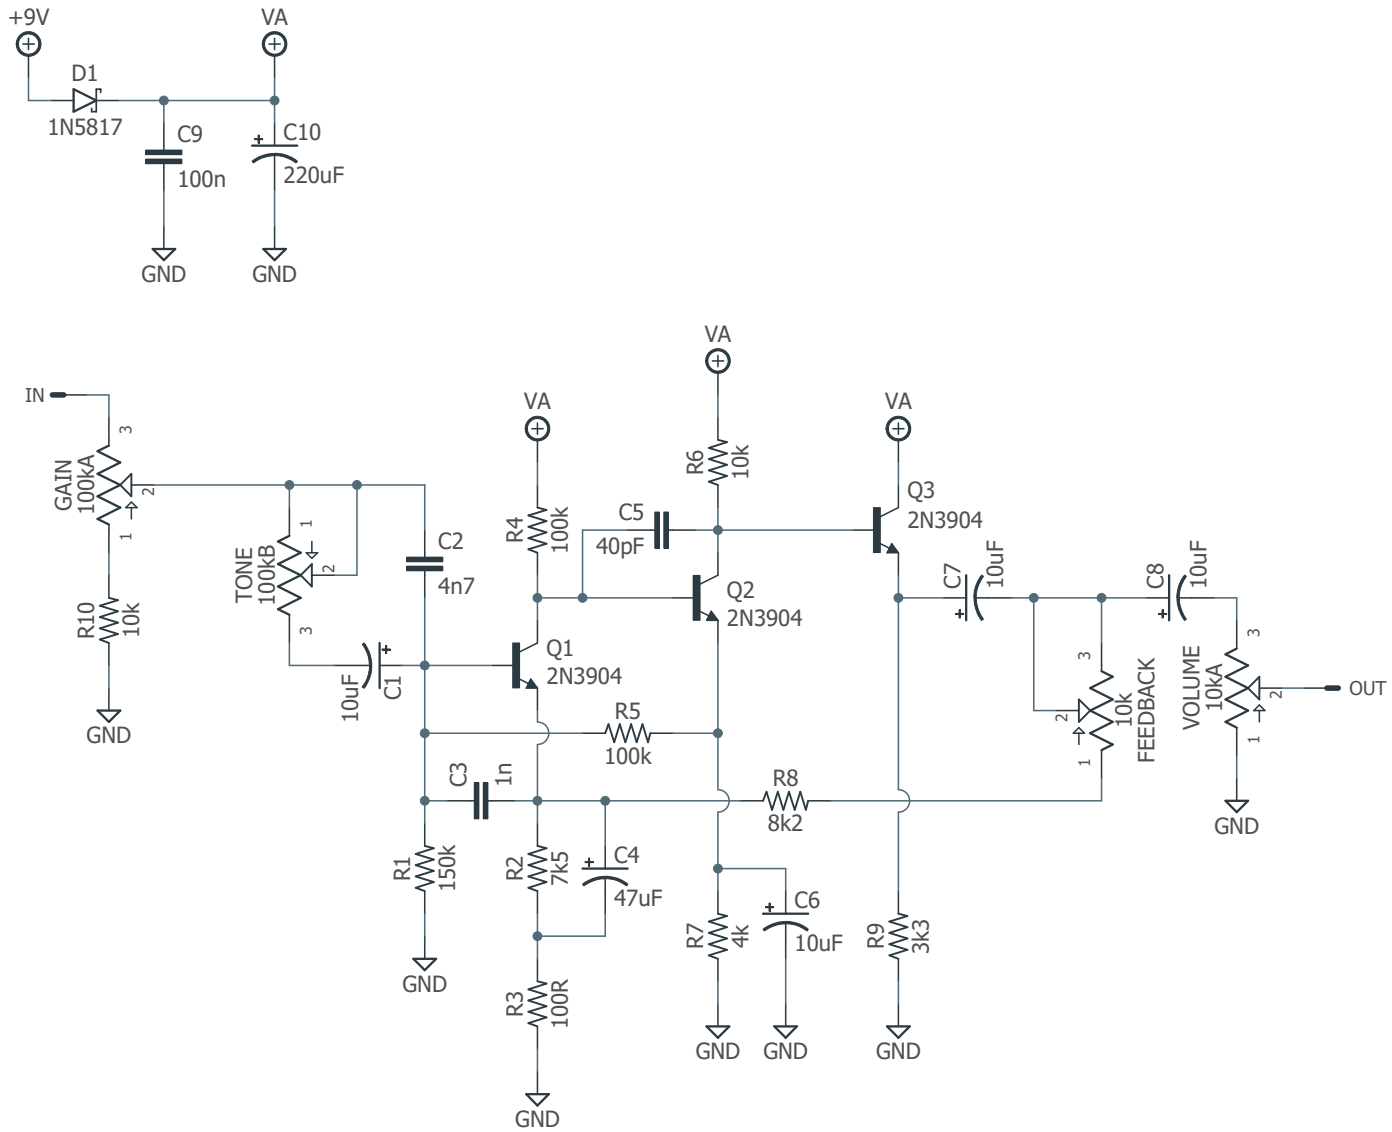 +9V
VA
D1
1N5817
C9
100n
C10
220uF
GND
GND
VA
IN
VA
VA
3
GAIN
100kA
2
1
R10
10k
GND
1
TONE
100kB
2
3
C2
4n7
10uF
C1
R4
100k
C5
40pF
R6
10k
Q3
2N3904
Q2
2N3904
Q1
2N3904
C7
10uF
C8
10uF
3
2
1
10k
FEEDBACK
3
VOLUME
10kA
2
1
OUT
GND
R5
100k
C3
1n
R8
8k2
R1
150k
GND
R2
7k5
C4
47uF
R3
100R
GND
R7
4k
C6
10uF
GND
GND
R9
3k3
GND